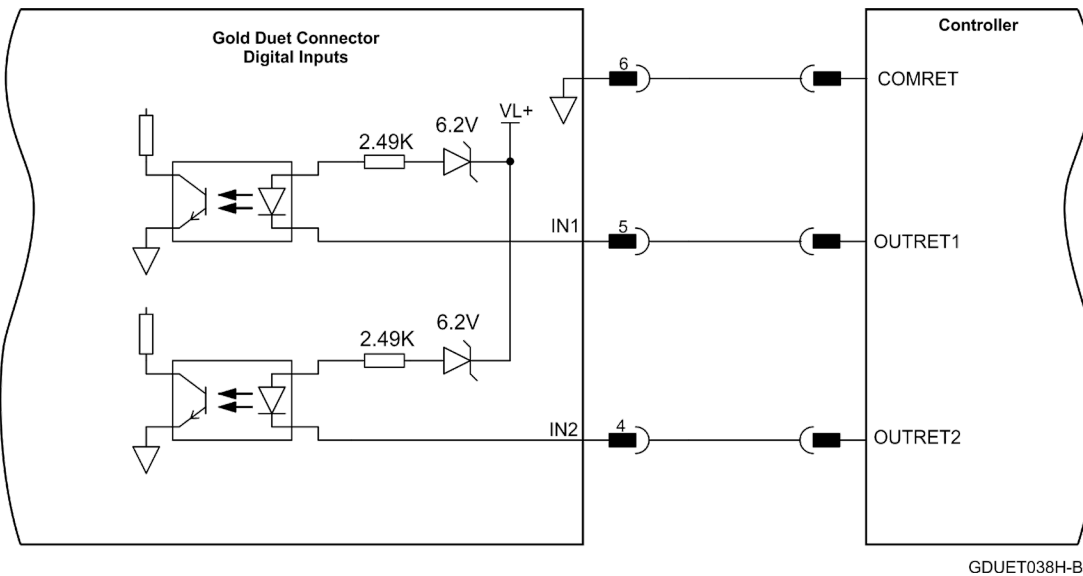 Gold Duet Connector
Digital Inputs
Controller
6
COMRET
VL+
6.2V
2.49K
IN1
5
OUTRET1
6.2V
2.49K
IN2
4
OUTRET2
GDUET038H-B